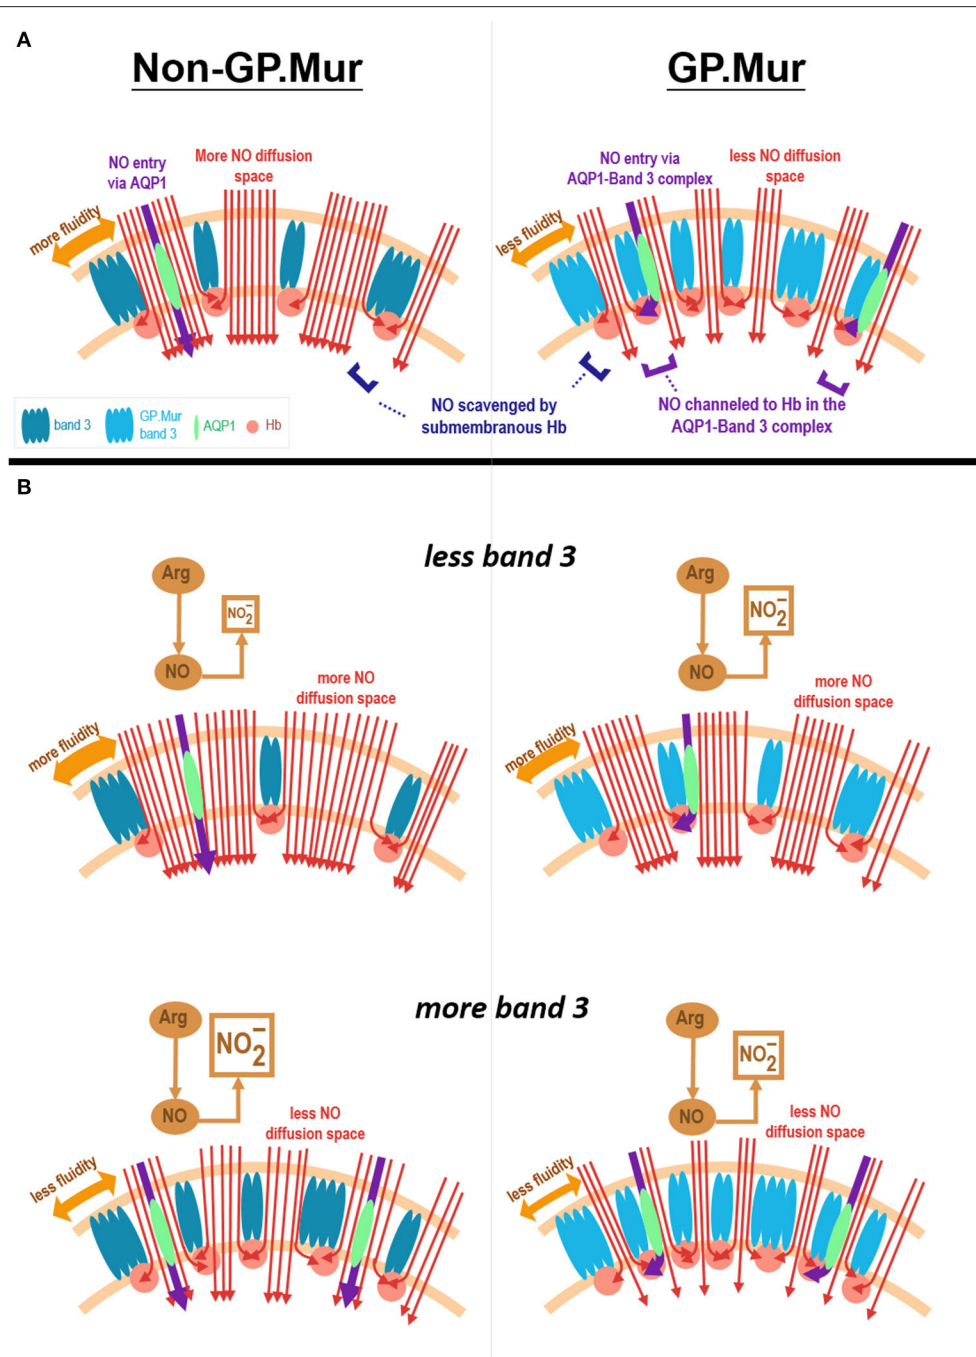 A
Non-GP.Mur
GP.Mur
NO entry
via AQP1
More NO diffusion
space
NO entry via
AQP1-Band 3 complex
less NO diffusion
space
more fluidity
less fluidity
NO scavenged by
submembranous Hb
NO channeled to Hb in the
AQP1-Band 3 complex
band 3
GP.Mur
band 3
AQP1
Hb
B
less band 3
Arg
NO₂⁻
NO
more NO
diffusion space
more fluidity
Arg
NO₂⁻
NO
more NO
diffusion space
more fluidity
more band 3
Arg
NO₂⁻
NO
less NO
diffusion space
less fluidity
Arg
NO₂⁻
NO
less NO
diffusion space
less fluidity